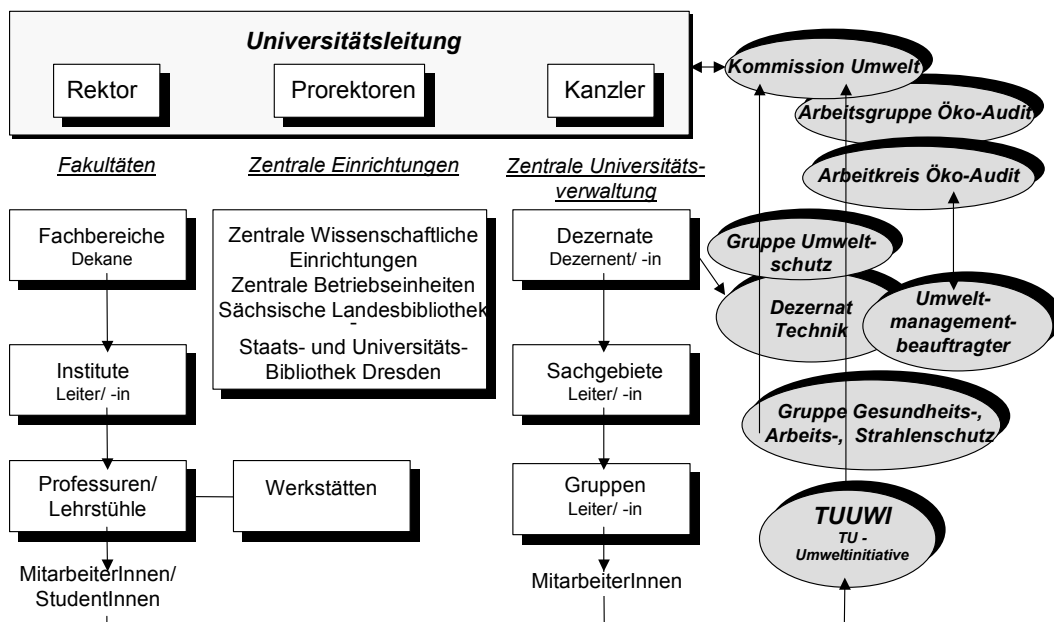 Universitätsleitung
Rektor
Prorektoren
Kanzler
Fakultäten
Zentrale Einrichtungen
Zentrale Universitäts-
verwaltung
Fachbereiche
Dekane
Institute
Leiter/ -in
Professuren/
Lehrstühle
MitarbeiterInnen/
StudentInnen
Zentrale Wissenschaftliche
Einrichtungen
Zentrale Betriebseinheiten
Sächsische Landesbibliothek
-
Staats- und Universitäts-
Bibliothek Dresden
Werkstätten
Dezernate
Dezernent/ -in
Sachgebiete
Leiter/ -in
Gruppen
Leiter/ -in
MitarbeiterInnen
Kommission Umwelt
Arbeitsgruppe Öko-Audit
Arbeitkreis Öko-Audit
Gruppe Umwelt-
schutz
Dezernat
Technik
Umwelt-
management-
beauftragter
Gruppe Gesundheits-,
Arbeits-, Strahlenschutz
TUUWI
TU -
Umweltinitiative